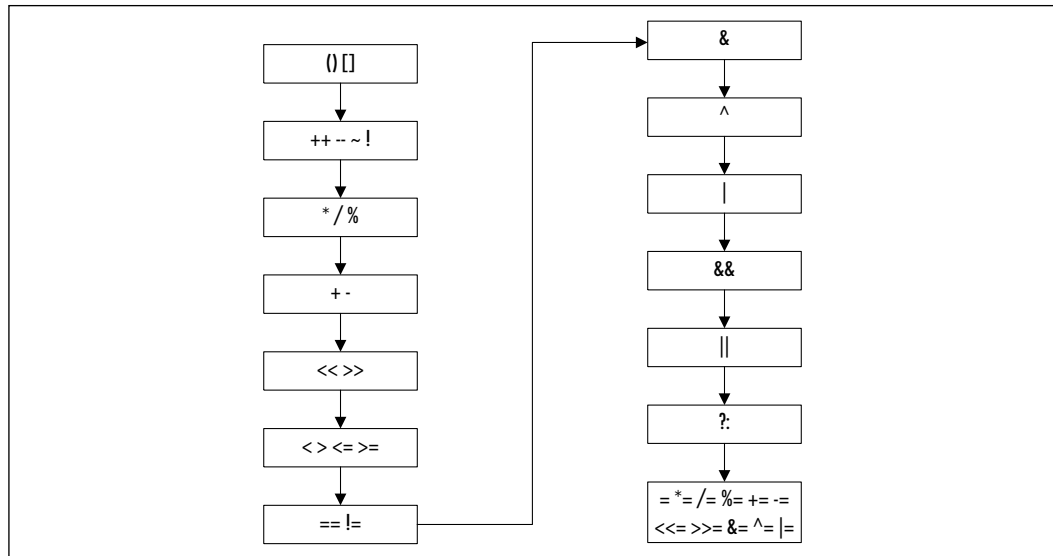 () []
++ -- ~ !
* / %
+ -
<< >>
< > <= >=
== !=
&
^
|
&&
||
?:
= *= /= %= += -=
<<= >>= &= ^= |=